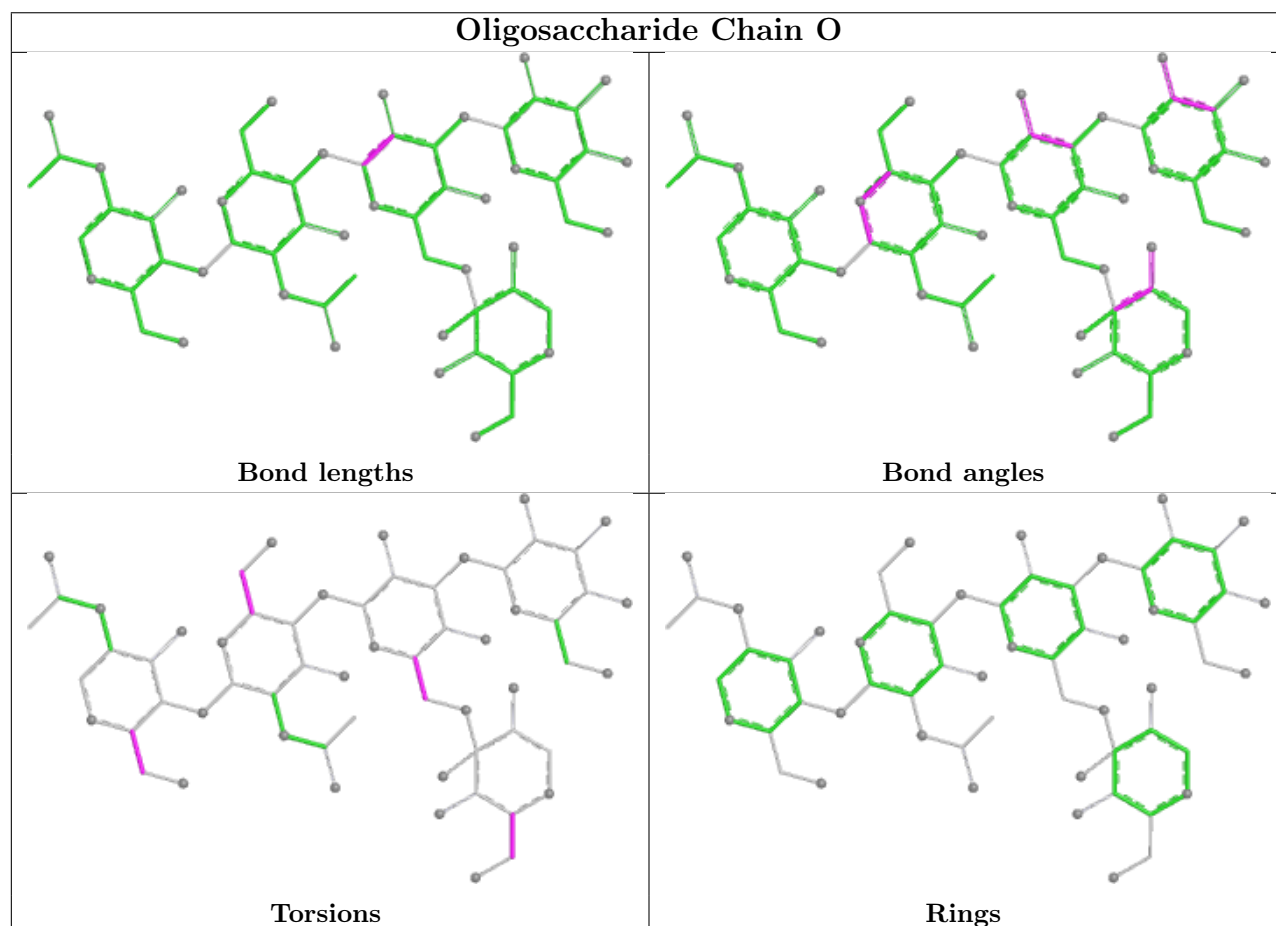 Oligosaccharide Chain O
Bond lengths
Bond angles
Torsions
Rings